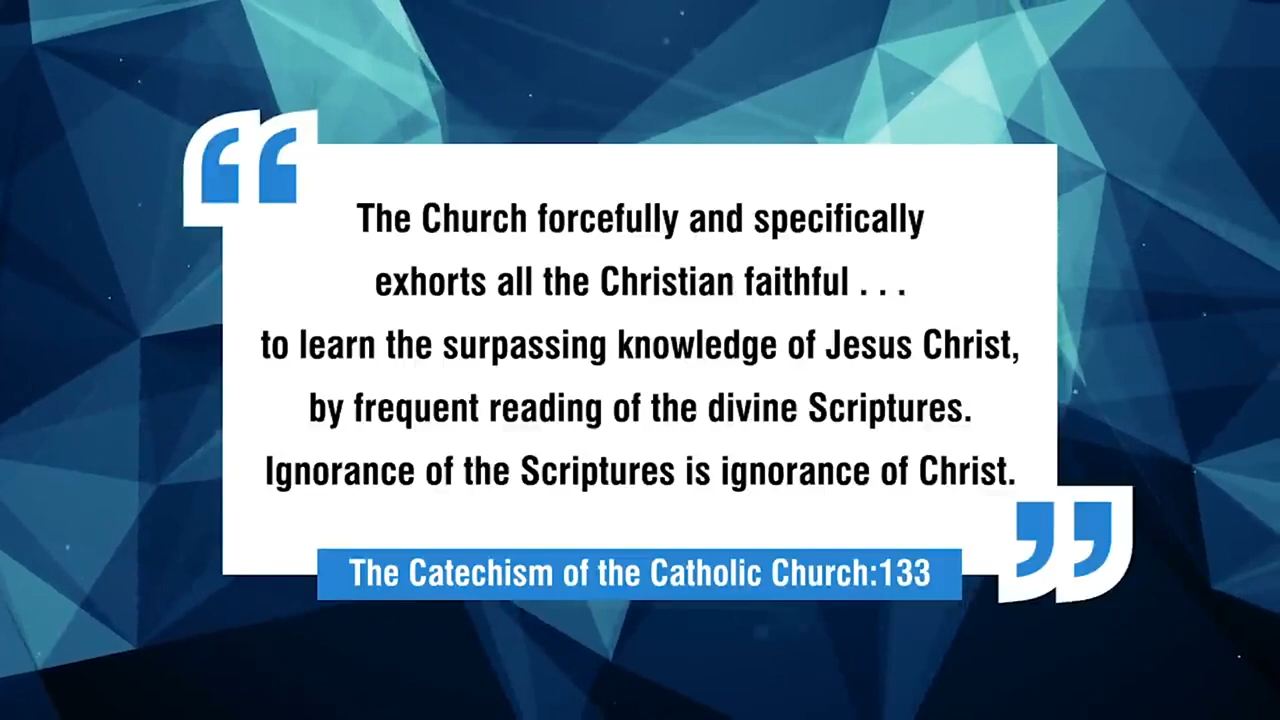 The Church forcefully and specifically
exhorts all the Christian faithful . . .
to learn the surpassing knowledge of Jesus Christ,
by frequent reading of the divine Scriptures.
Ignorance of the Scriptures is ignorance of Christ.
The Catechism of the Catholic Church:133